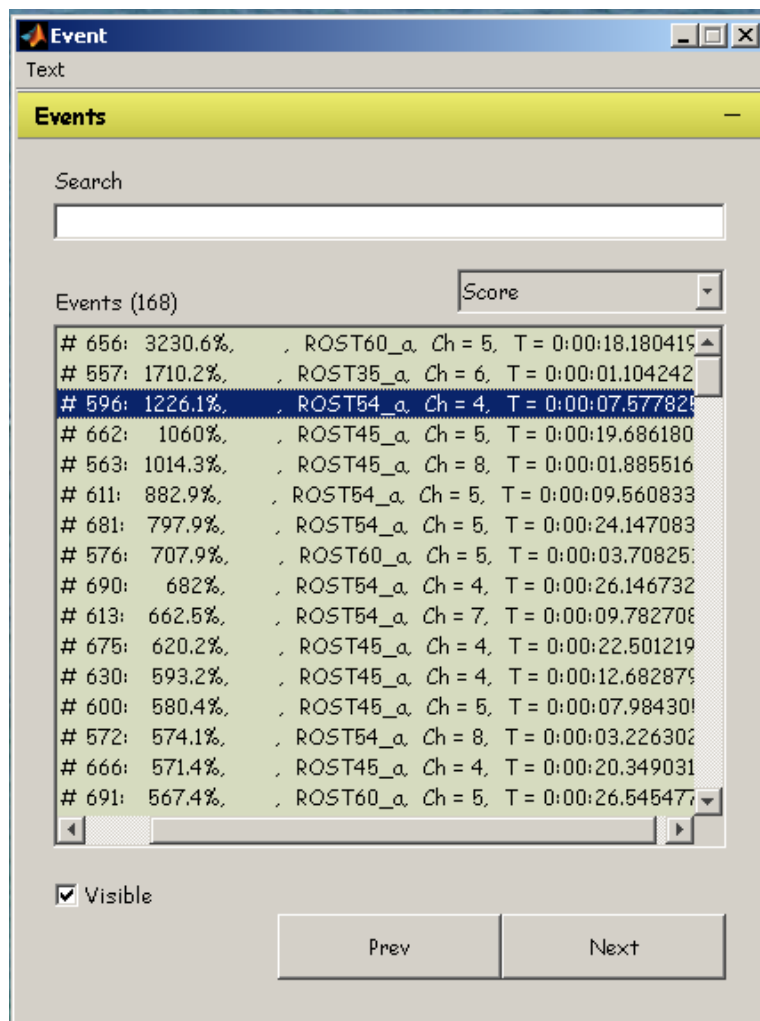 Event
Text
Events
Search
Events (168)
Score
# 656: 3230.6%, , ROST60_a, Ch = 5, T = 0:00:18.180419
# 557: 1710.2%, , ROST35_a, Ch = 6, T = 0:00:01.104242
# 596: 1226.1%, , ROST54_a, Ch = 4, T = 0:00:07.577825
# 662: 1060%, , ROST45_a, Ch = 5, T = 0:00:19.686180
# 563: 1014.3%, , ROST45_a, Ch = 8, T = 0:00:01.885516
# 611: 882.9%, , ROST54_a, Ch = 5, T = 0:00:09.560833
# 681: 797.9%, , ROST54_a, Ch = 5, T = 0:00:24.147083
# 576: 707.9%, , ROST60_a, Ch = 5, T = 0:00:03.708251
# 690: 682%, , ROST54_a, Ch = 4, T = 0:00:26.146732
# 613: 662.5%, , ROST54_a, Ch = 7, T = 0:00:09.782708
# 675: 620.2%, , ROST45_a, Ch = 4, T = 0:00:22.501219
# 630: 593.2%, , ROST45_a, Ch = 4, T = 0:00:12.682879
# 600: 580.4%, , ROST45_a, Ch = 5, T = 0:00:07.984305
# 572: 574.1%, , ROST54_a, Ch = 8, T = 0:00:03.226302
# 666: 571.4%, , ROST45_a, Ch = 4, T = 0:00:20.349031
# 691: 567.4%, , ROST60_a, Ch = 5, T = 0:00:26.545477
Visible
Prev
Next